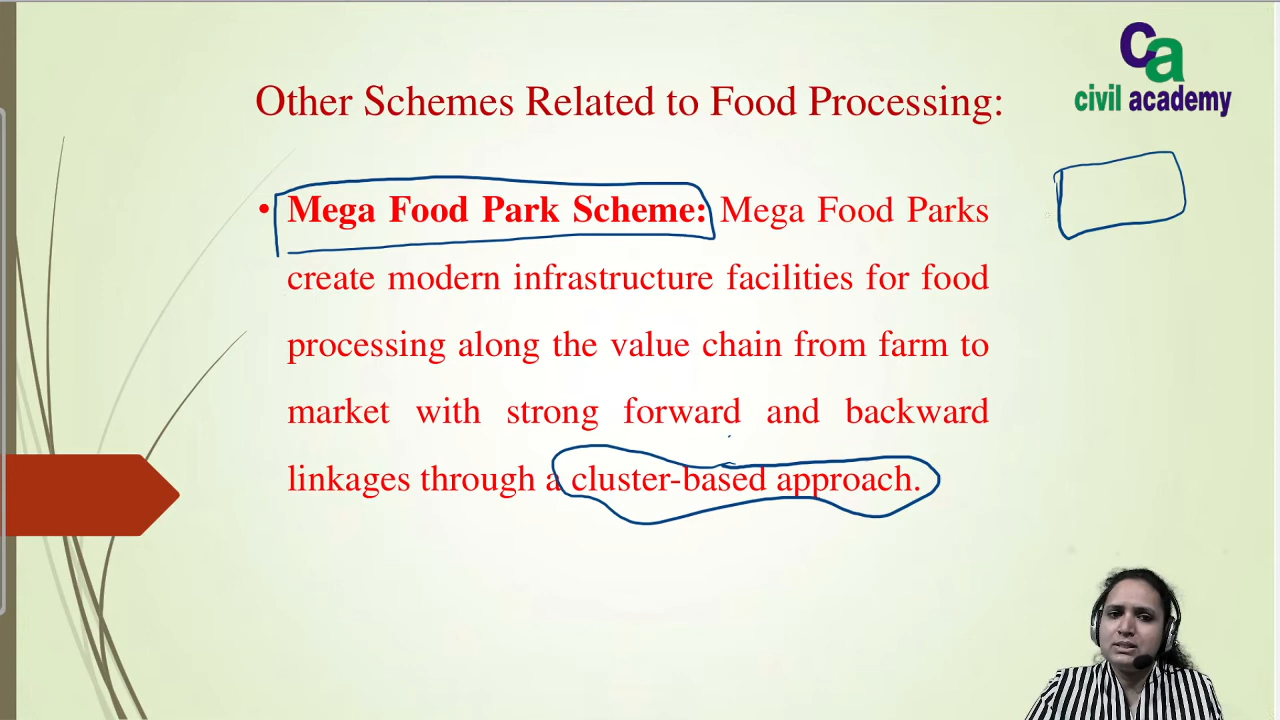 ca
civil academy
Other Schemes Related to Food Processing:
• Mega Food Park Scheme: Mega Food Parks
create modern infrastructure facilities for food
processing along the value chain from farm to
market with strong forward and backward
linkages through a cluster-based approach.